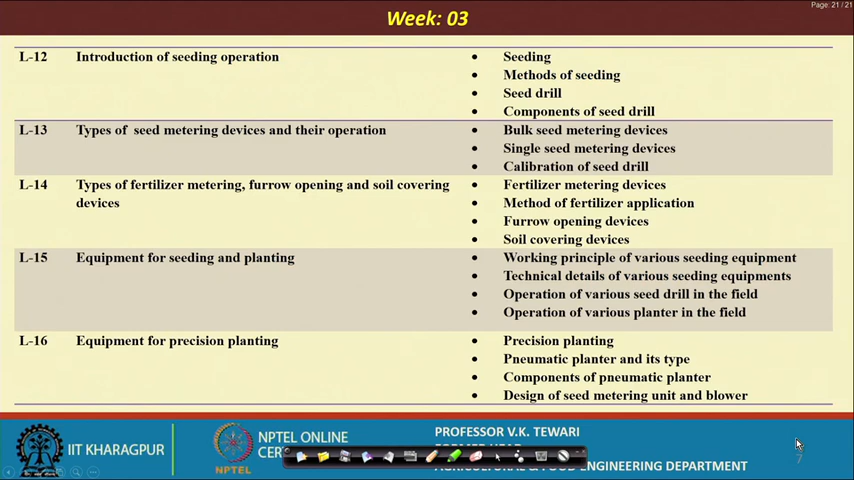 Page: 21 / 21
Week: 03
L-12 Introduction of seeding operation • Seeding
• Methods of seeding
• Seed drill
• Components of seed drill
L-13 Types of seed metering devices and their operation • Bulk seed metering devices
• Single seed metering devices
• Calibration of seed drill
L-14 Types of fertilizer metering, furrow opening and soil covering • Fertilizer metering devices
devices • Method of fertilizer application
• Furrow opening devices
• Soil covering devices
L-15 Equipment for seeding and planting • Working principle of various seeding equipment
• Technical details of various seeding equipments
• Operation of various seed drill in the field
• Operation of various planter in the field
L-16 Equipment for precision planting • Precision planting
• Pneumatic planter and its type
• Components of pneumatic planter
• Design of seed metering unit and blower
IIT KHARAGPUR
NPTEL
NPTEL ONLINE
PROFESSOR V.K. TEWARI
ENGINEERING DEPARTMENT
7